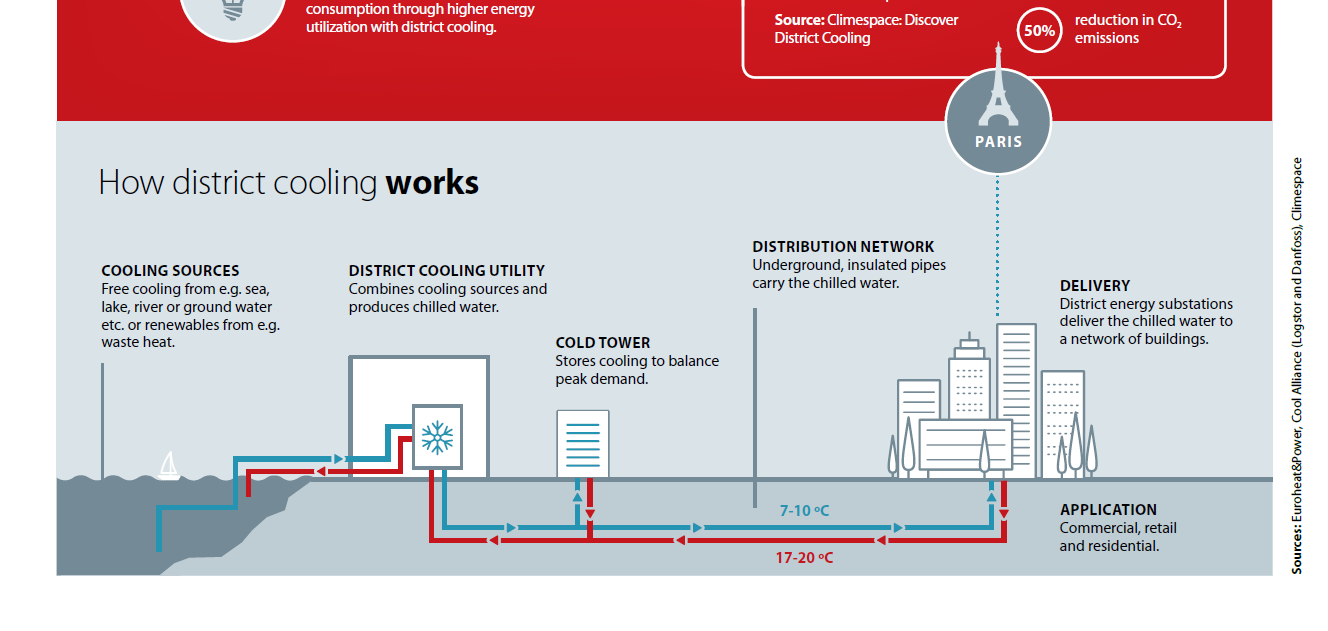 consumption through higher energy
utilization with district cooling.
Source: Climespace: Discover
District Cooling
50%
reduction in CO₂
emissions
PARIS
How district cooling works
COOLING SOURCES
Free cooling from e.g. sea,
lake, river or ground water
etc. or renewables from e.g.
waste heat.
DISTRICT COOLING UTILITY
Combines cooling sources and
produces chilled water.
COLD TOWER
Stores cooling to balance
peak demand.
DISTRIBUTION NETWORK
Underground, insulated pipes
carry the chilled water.
DELIVERY
District energy substations
deliver the chilled water to
a network of buildings.
7-10 ºC
17-20 ºC
APPLICATION
Commercial, retail
and residential.
Sources: Euroheat&Power, Cool Alliance (Logstor and Danfoss), Climespace